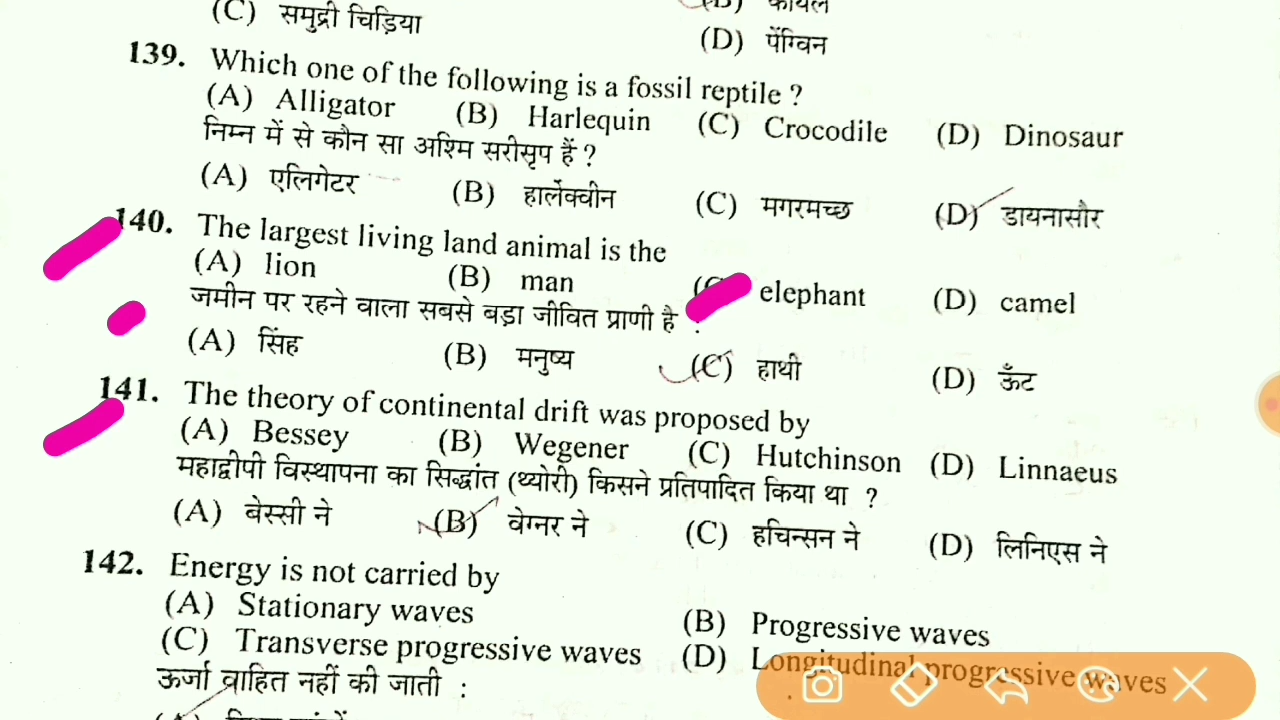 (C) समुद्री चिड़िया
(D) पेंग्विन
139. Which one of the following is a fossil reptile ?
(A) Alligator (B) Harlequin (C) Crocodile (D) Dinosaur
निम्न में से कौन सा अश्मि सरीसृप हैं ?
(A) एलिगेटर (B) हार्लेक्वीन (C) मगरमच्छ (D) डायनासौर
140. The largest living land animal is the
(A) lion (B) man elephant (D) camel
जमीन पर रहने वाला सबसे बड़ा जीवित प्राणी है :
(A) सिंह (B) मनुष्य (C) हाथी (D) ऊँट
141. The theory of continental drift was proposed by
(A) Bessey (B) Wegener (C) Hutchinson (D) Linnaeus
महाद्वीपी विस्थापना का सिद्धांत (थ्योरी) किसने प्रतिपादित किया था ?
(A) बेस्सी ने (B) वेग्नर ने (C) हचिन्सन ने (D) लिनिएस ने
142. Energy is not carried by
(A) Stationary waves (B) Progressive waves
(C) Transverse progressive waves (D) Longitudinal progressive waves
ऊर्जा वाहित नहीं की जाती :